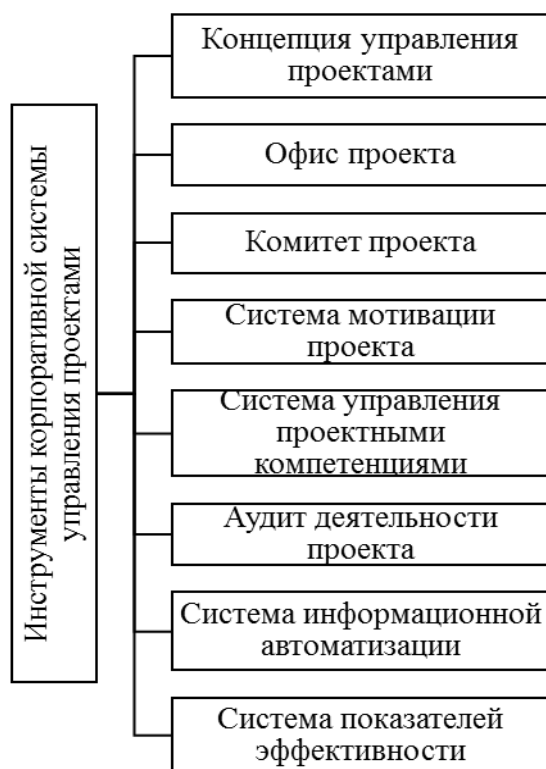 Инструменты корпоративной системы
управления проектами
Концепция управления
проектами
Офис проекта
Комитет проекта
Система мотивации
проекта
Система управления
проектными
компетенциями
Аудит деятельности
проекта
Система информационной
автоматизации
Система показателей
эффективности